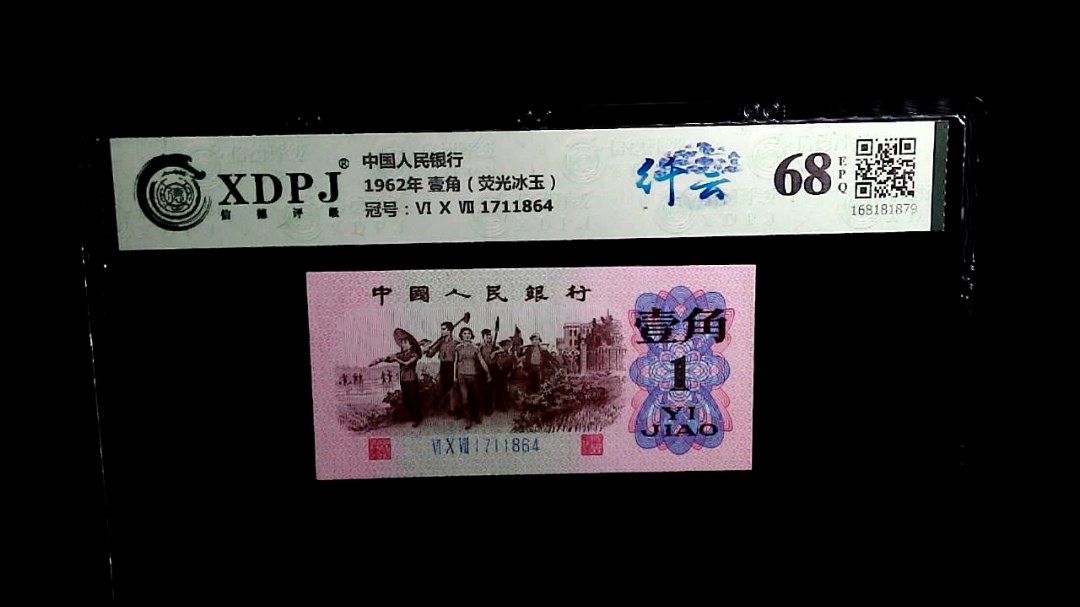 XDPJ®
信德评级
中国人民银行
1962年 壹角（荧光冰玉）
冠号：Ⅵ Ⅹ Ⅶ 1711864
68
EPQ
168181879
中國人民銀行
壹角
1
YI
JIAO
Ⅵ Ⅹ Ⅶ 1711864